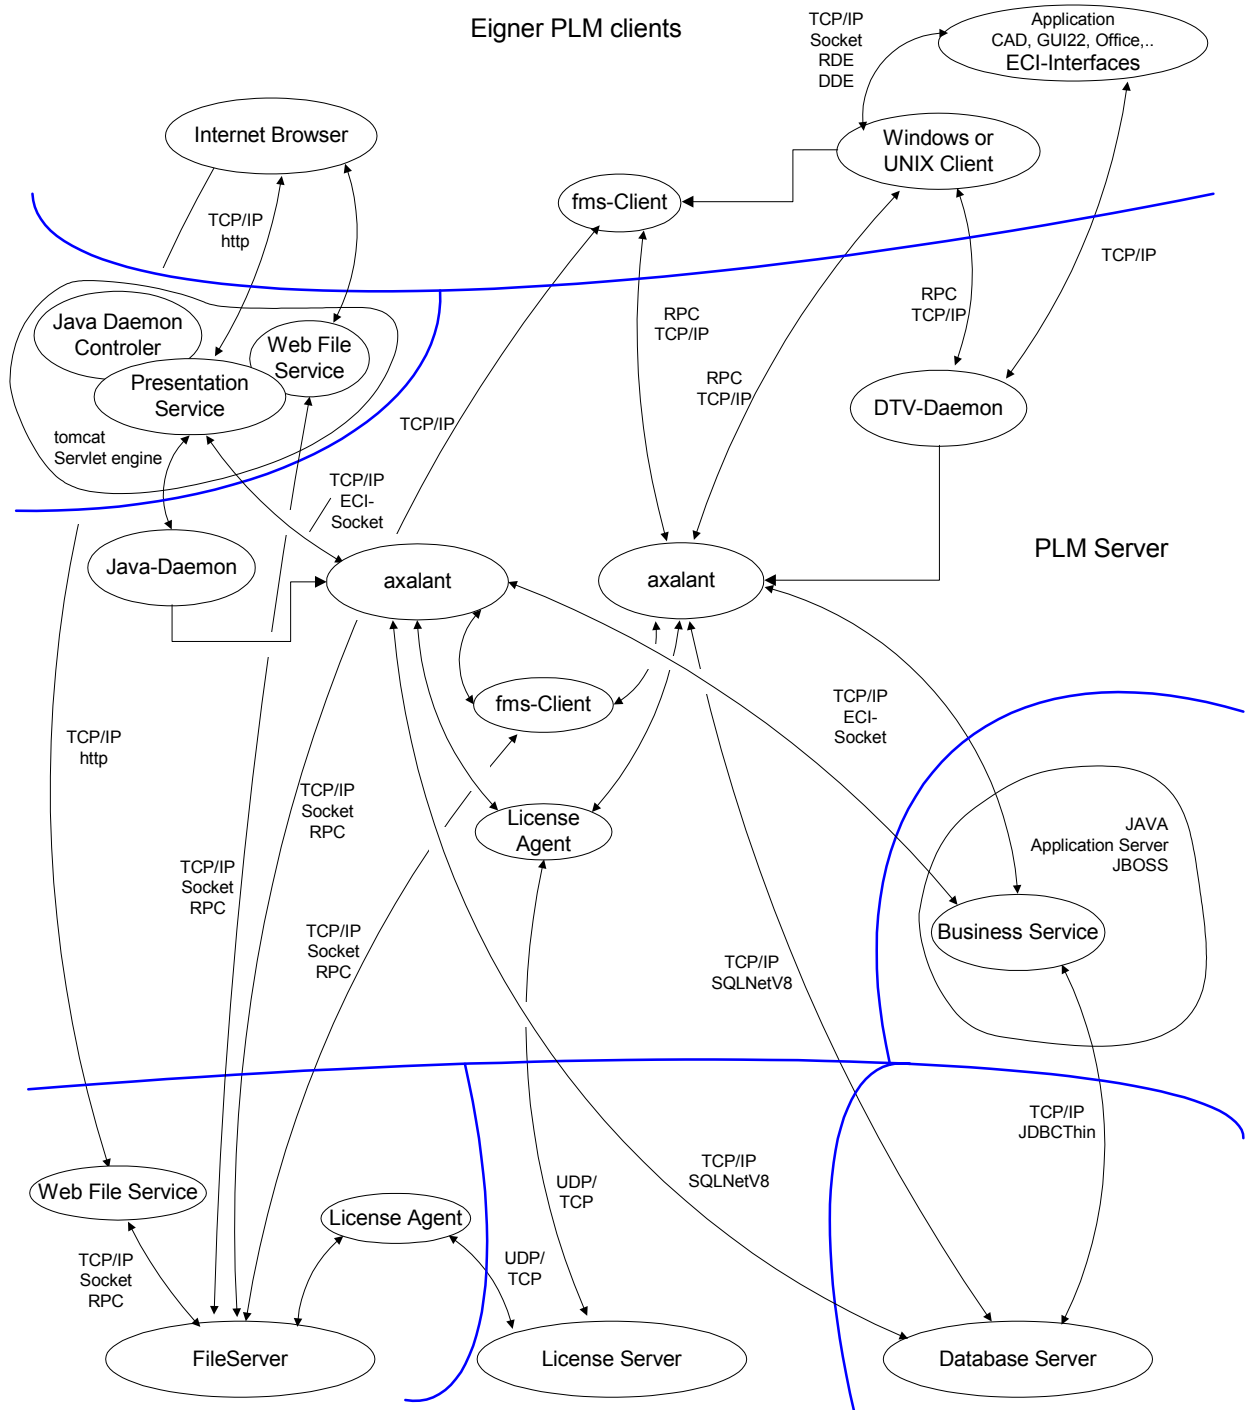 Eigner PLM clients
TCP/IP
Socket
RDE
DDE
Application
CAD, GUI22, Office,..
ECI-Interfaces
Internet Browser
Windows or
UNIX Client
fms-Client
TCP/IP
http
TCP/IP
RPC
TCP/IP
RPC
TCP/IP
Java Daemon
Controler
Web File
Service
Presentation
Service
RPC
TCP/IP
DTV-Daemon
TCP/IP
tomcat
Servlet engine
TCP/IP
ECI-
Socket
PLM Server
Java-Daemon
axalant
axalant
fms-Client
TCP/IP
ECI-
Socket
TCP/IP
http
TCP/IP
Socket
RPC
License
Agent
JAVA
Application Server
JBOSS
TCP/IP
Socket
RPC
TCP/IP
Socket
RPC
Business Service
TCP/IP
SQLNetV8
TCP/IP
JDBCThin
TCP/IP
SQLNetV8
UDP/
TCP
Web File Service
License Agent
TCP/IP
Socket
RPC
UDP/
TCP
FileServer
License Server
Database Server